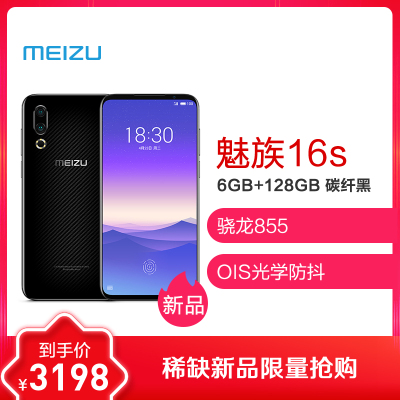 MEIZU
MEIZU
18:30
魅族16s
6GB+128GB 碳纤黑
骁龙855
OIS光学防抖
新品
到手价
¥3198
稀缺新品限量抢购